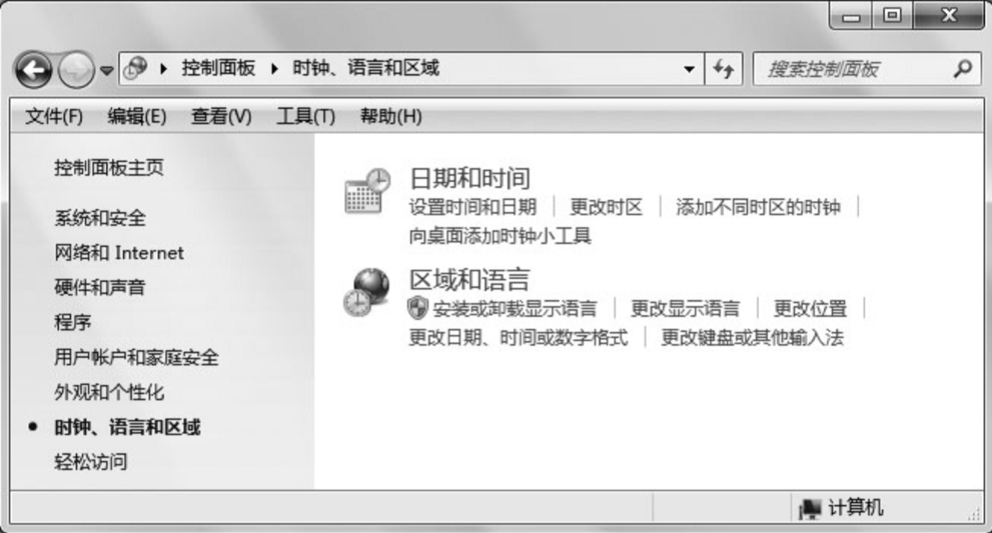 控制面板 时钟、语言和区域
搜索控制面板
文件(F) 编辑(E) 查看(V) 工具(T) 帮助(H)
控制面板主页
系统和安全
网络和 Internet
硬件和声音
程序
用户帐户和家庭安全
外观和个性化
时钟、语言和区域
轻松访问
日期和时间
设置时间和日期 | 更改时区 | 添加不同时区的时钟 |
向桌面添加时钟小工具
区域和语言
安装或卸载显示语言 | 更改显示语言 | 更改位置 |
更改日期、时间或数字格式 | 更改键盘或其他输入法
计算机